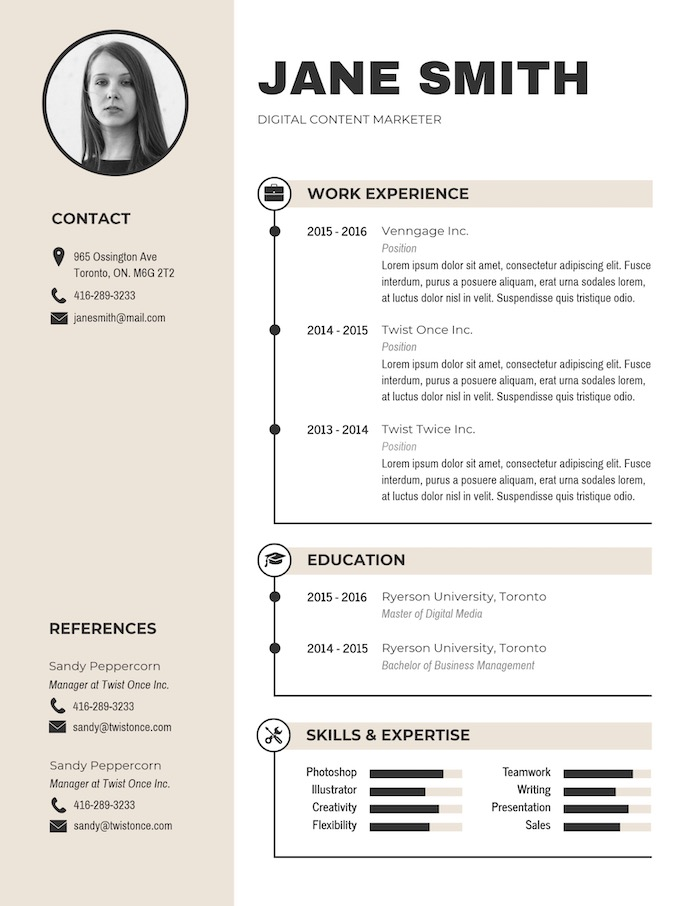 JANE SMITH
DIGITAL CONTENT MARKETER
CONTACT
965 Ossington Ave
Toronto, ON. M6G 2T2
416-289-3233
janesmith@mail.com
REFERENCES
Sandy Peppercorn
Manager at Twist Once Inc.
416-289-3233
sandy@twistonce.com
Sandy Peppercorn
Manager at Twist Once Inc.
416-289-3233
sandy@twistonce.com
WORK EXPERIENCE
2015 - 2016 Venngage Inc.
Position
Lorem ipsum dolor sit amet, consectetur adipiscing elit. Fusce
interdum, purus a posuere aliquam, erat urna sodales lorem,
at luctus dolor nisl in velit. Suspendisse quis tristique odio.
2014 - 2015 Twist Once Inc.
Position
Lorem ipsum dolor sit amet, consectetur adipiscing elit. Fusce
interdum, purus a posuere aliquam, erat urna sodales lorem,
at luctus dolor nisl in velit. Suspendisse quis tristique odio.
2013 - 2014 Twist Twice Inc.
Position
Lorem ipsum dolor sit amet, consectetur adipiscing elit. Fusce
interdum, purus a posuere aliquam, erat urna sodales lorem,
at luctus dolor nisl in velit. Suspendisse quis tristique odio.
EDUCATION
2015 - 2016 Ryerson University, Toronto
Master of Digital Media
2014 - 2015 Ryerson University, Toronto
Bachelor of Business Management
SKILLS & EXPERTISE
Photoshop
Illustrator
Creativity
Flexibility
Teamwork
Writing
Presentation
Sales